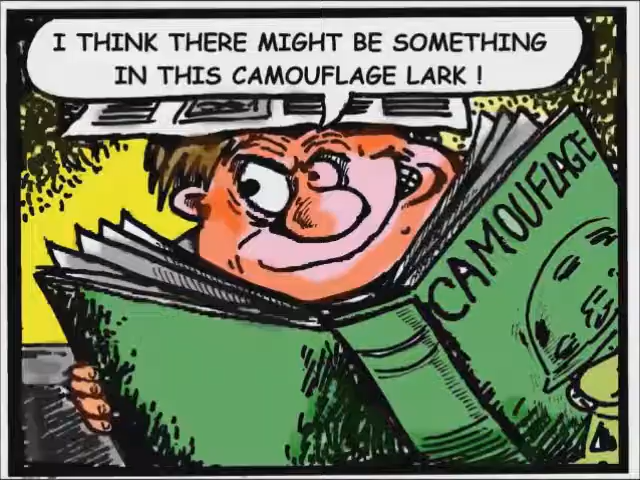 I THINK THERE MIGHT BE SOMETHING
IN THIS CAMOUFLAGE LARK !
CAMOUFLAGE